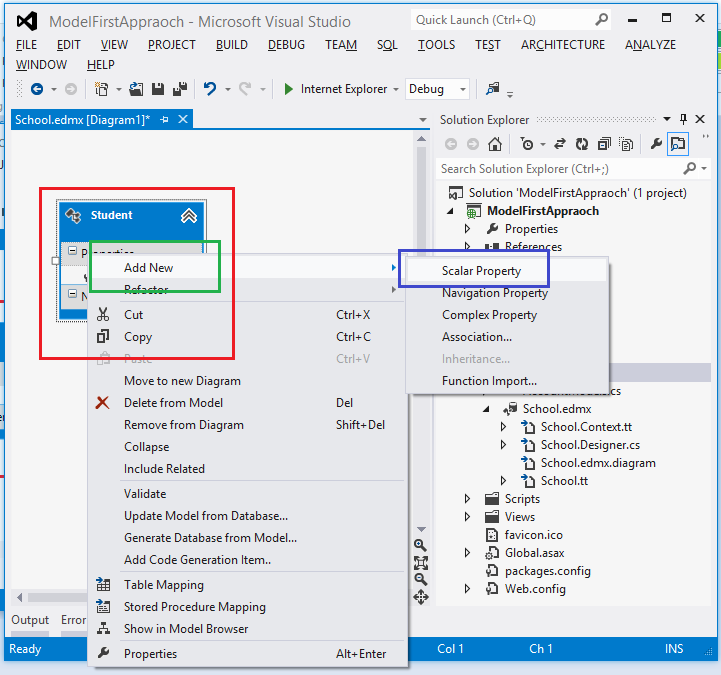 ModelFirstAppraoch - Microsoft Visual Studio
Quick Launch (Ctrl+Q)
FILE EDIT VIEW PROJECT BUILD DEBUG TEAM SQL TOOLS TEST ARCHITECTURE ANALYZE
WINDOW HELP
Internet Explorer Debug
School.edmx [Diagram1]*
Student
Properties
Add New
Refactor
Cut Ctrl+X
Copy Ctrl+C
Paste Ctrl+V
Move to new Diagram
Delete from Model Del
Remove from Diagram Shift+Del
Collapse
Include Related
Validate
Update Model from Database...
Generate Database from Model...
Add Code Generation Item..
Table Mapping
Stored Procedure Mapping
Show in Model Browser
Properties Alt+Enter
Scalar Property
Navigation Property
Complex Property
Association...
Inheritance...
Function Import...
Solution Explorer
Search Solution Explorer (Ctrl+;)
Solution 'ModelFirstAppraoch' (1 project)
ModelFirstAppraoch
Properties
References
School.edmx
School.Context.tt
School.Designer.cs
School.edmx.diagram
School.tt
Scripts
Views
favicon.ico
Global.asax
packages.config
Web.config
Output Error
Ready Col 1 Ch 1 INS